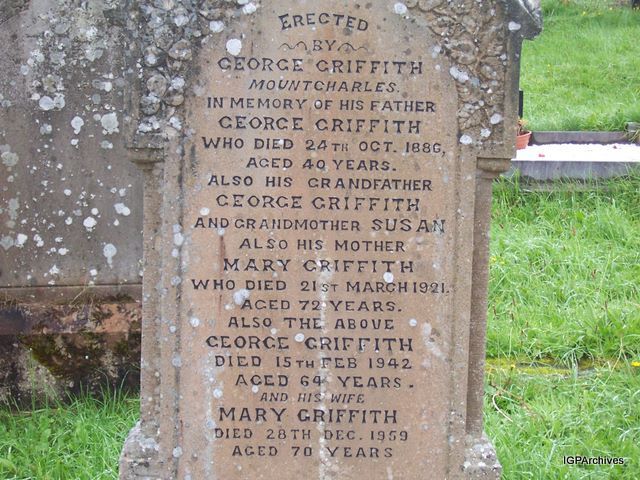 ERECTED
BY
GEORGE GRIFFITH
MOUNTCHARLES.
IN MEMORY OF HIS FATHER
GEORGE GRIFFITH
WHO DIED 24TH OCT. 1886,
AGED 40 YEARS.
ALSO HIS GRANDFATHER
GEORGE GRIFFITH
AND GRANDMOTHER SUSAN
ALSO HIS MOTHER
MARY GRIFFITH
WHO DIED 21ST MARCH 1921.
AGED 72 YEARS.
ALSO THE ABOVE
GEORGE GRIFFITH
DIED 15TH FEB 1942
AGED 64 YEARS.
AND HIS WIFE
MARY GRIFFITH
DIED 28TH DEC. 1959
AGED 70 YEARS
IGPArchives